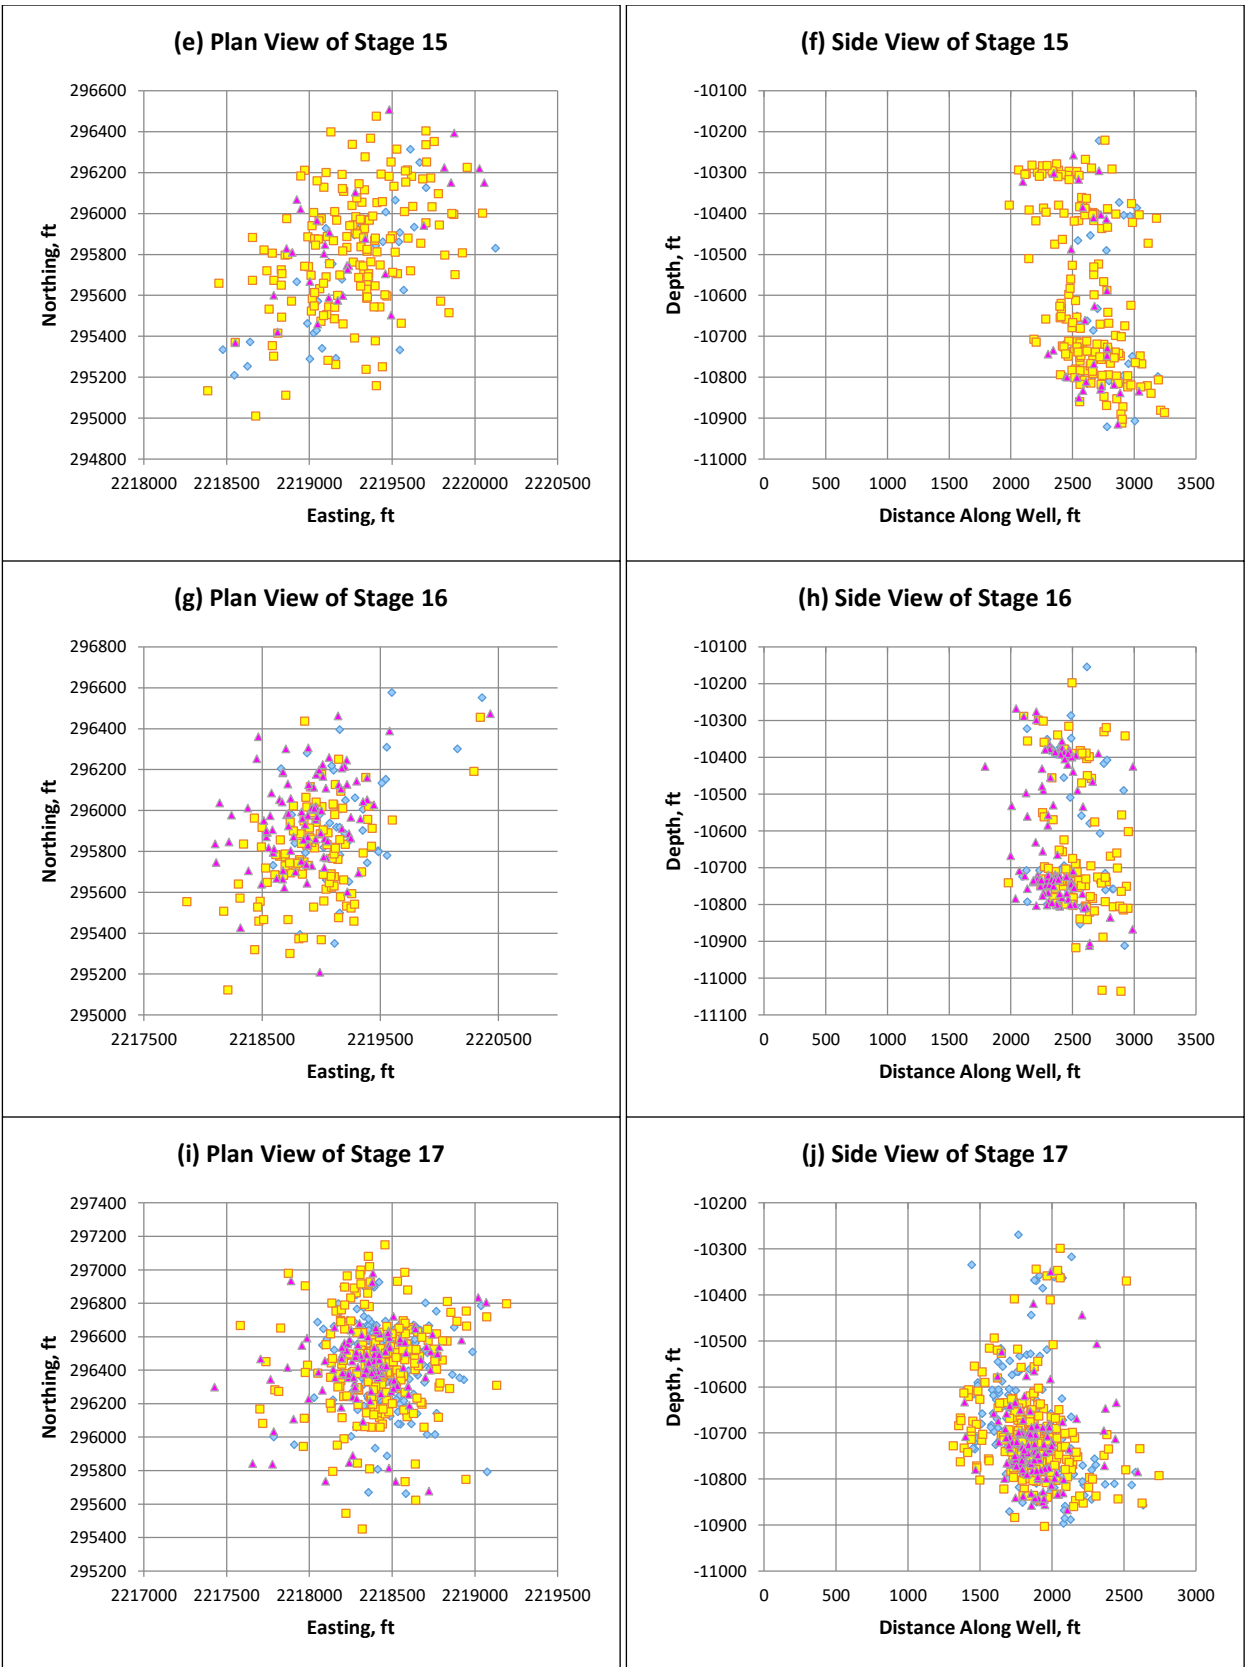 (e) Plan View of Stage 15
296600
296400
296200
296000
295800
295600
295400
295200
295000
294800
Northing, ft
2218000 2218500 2219000 2219500 2220000 2220500
Easting, ft
(f) Side View of Stage 15
-10100
-10200
-10300
-10400
-10500
-10600
-10700
-10800
-10900
-11000
Depth, ft
0 500 1000 1500 2000 2500 3000 3500
Distance Along Well, ft
(g) Plan View of Stage 16
296800
296600
296400
296200
296000
295800
295600
295400
295200
295000
Northing, ft
2217500 2218500 2219500 2220500
Easting, ft
(h) Side View of Stage 16
-10100
-10200
-10300
-10400
-10500
-10600
-10700
-10800
-10900
-11000
-11100
Depth, ft
0 500 1000 1500 2000 2500 3000 3500
Distance Along Well, ft
(i) Plan View of Stage 17
297400
297200
297000
296800
296600
296400
296200
296000
295800
295600
295400
295200
Northing, ft
2217000 2217500 2218000 2218500 2219000 2219500
Easting, ft
(j) Side View of Stage 17
-10200
-10300
-10400
-10500
-10600
-10700
-10800
-10900
-11000
Depth, ft
0 500 1000 1500 2000 2500 3000
Distance Along Well, ft